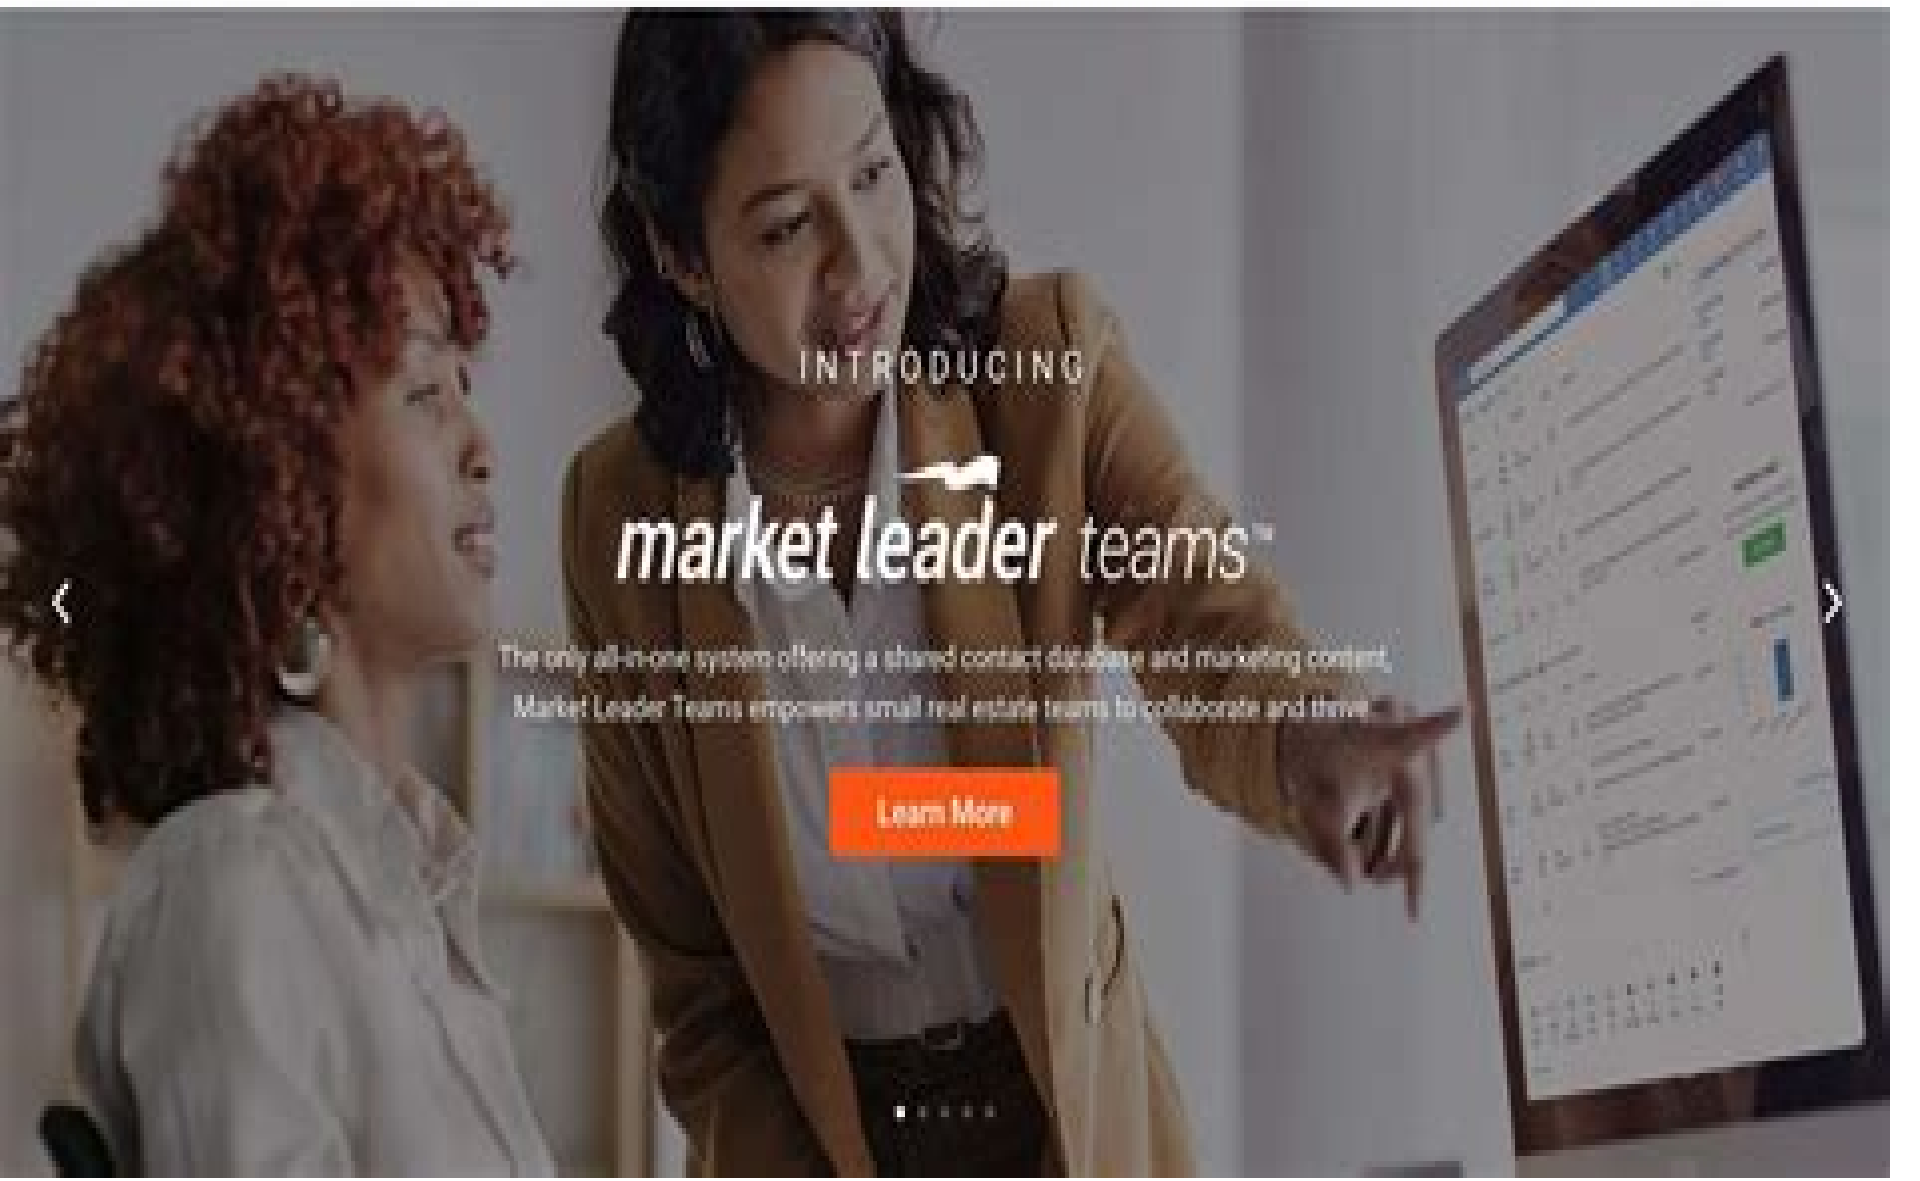 INTRODUCING
market leader teams™
The only all-in-one system offering a shared contact database and marketing content,
Market Leader Teams empowers small real estate teams to collaborate and thrive.
Learn More